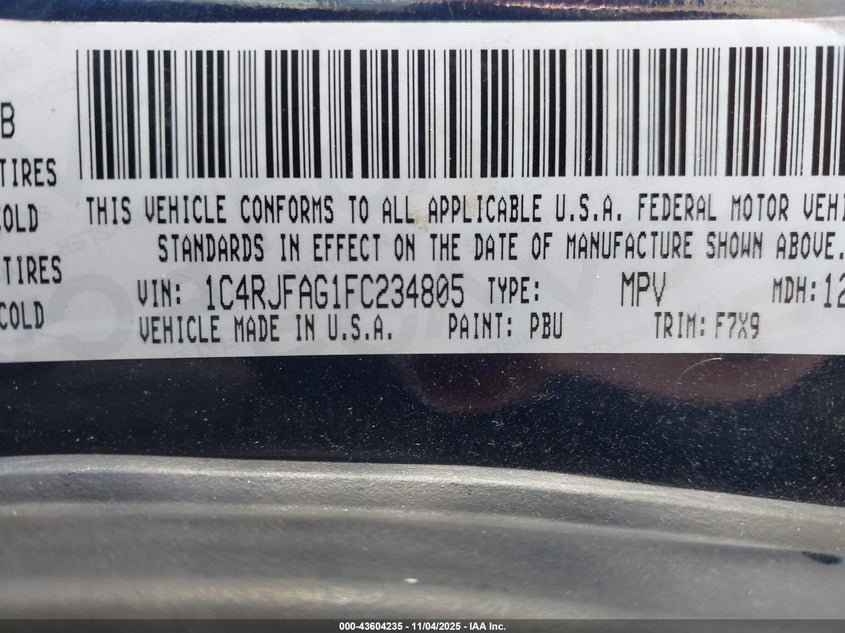 B
TIRES
COLD
TIRES
COLD
THIS VEHICLE CONFORMS TO ALL APPLICABLE U.S.A. FEDERAL MOTOR VEHI
STANDARDS IN EFFECT ON THE DATE OF MANUFACTURE SHOWN ABOVE.
VIN: 1C4RJFAG1FC234805 TYPE: MPV MDH:12
VEHICLE MADE IN U.S.A. PAINT: PBU TRIM: F7X9
000-43604235 - 11/04/2025 - IAA Inc.